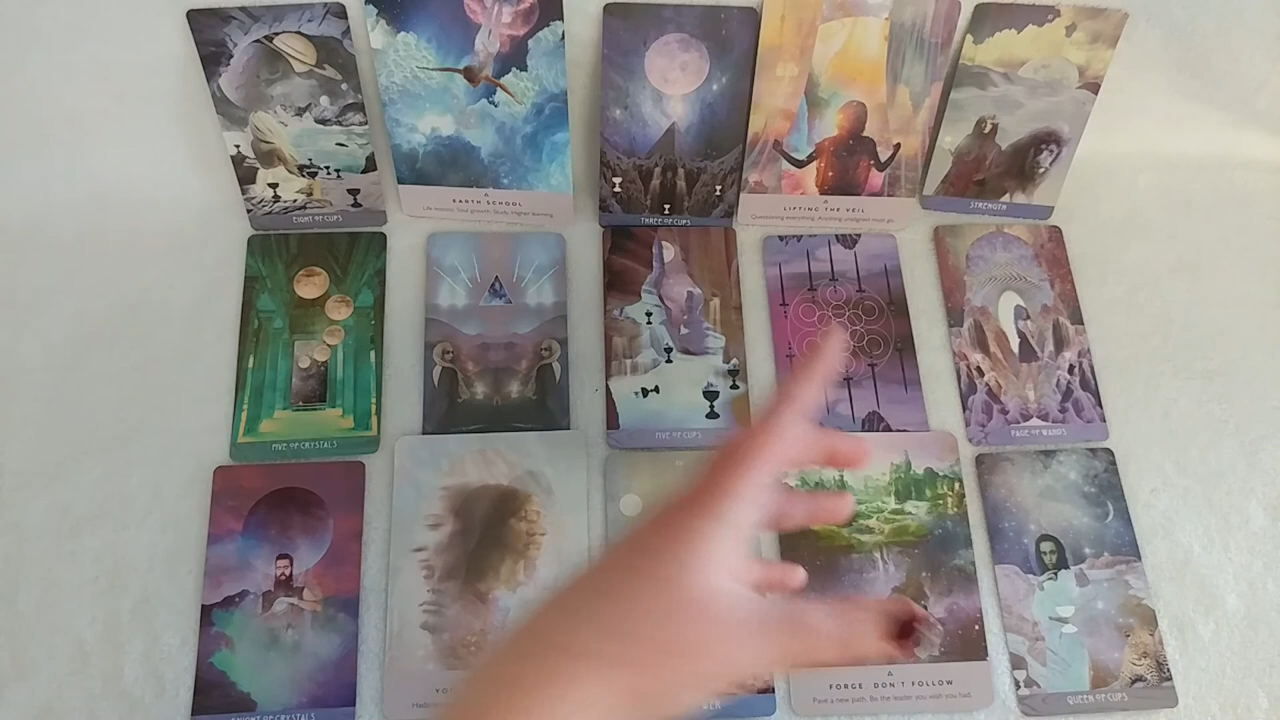 EIGHT OF CUPS
EARTH SCHOOL
Life lessons. Soul growth. Study. Higher learning.
THREE OF CUPS
LIFTING THE VEIL
Questioning everything. Anything unaligned must go.
STRENGTH
FIVE OF CRYSTALS
FIVE OF CUPS
PAGE OF WANDS
KNIGHT OF CRYSTALS
FORGE, DON'T FOLLOW
Pave a new path. Be the leader you wish you had.
QUEEN OF CUPS